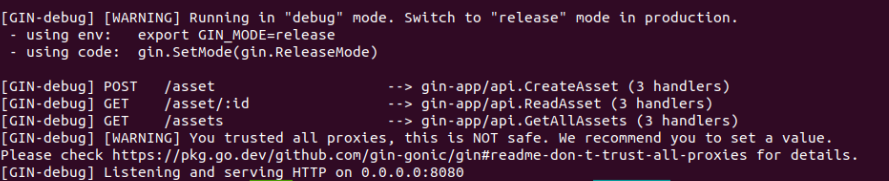 [GIN-debug] [WARNING] Running in "debug" mode. Switch to "release" mode in production.
 - using env:   export GIN_MODE=release
 - using code:  gin.SetMode(gin.ReleaseMode)

[GIN-debug] POST   /asset                    --> gin-app/api.CreateAsset (3 handlers)
[GIN-debug] GET    /asset/:id                --> gin-app/api.ReadAsset (3 handlers)
[GIN-debug] GET    /assets                   --> gin-app/api.GetAllAssets (3 handlers)
[GIN-debug] [WARNING] You trusted all proxies, this is NOT safe. We recommend you to set a value.
Please check https://pkg.go.dev/github.com/gin-gonic/gin#readme-don-t-trust-all-proxies for details.
[GIN-debug] Listening and serving HTTP on 0.0.0.0:8080